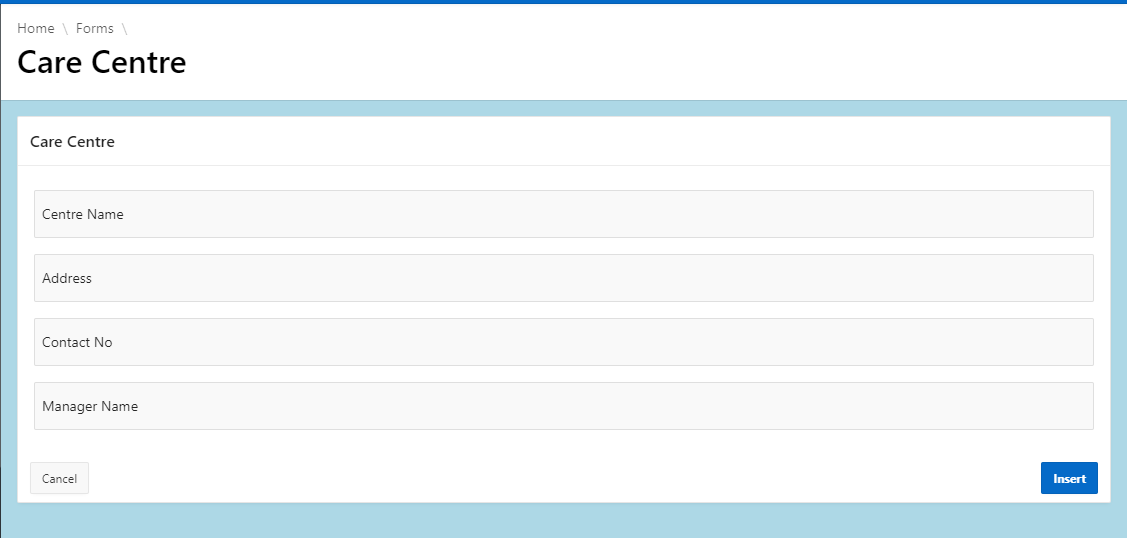 Home \ Forms \
Care Centre
Care Centre
Centre Name
Address
Contact No
Manager Name
Cancel Insert